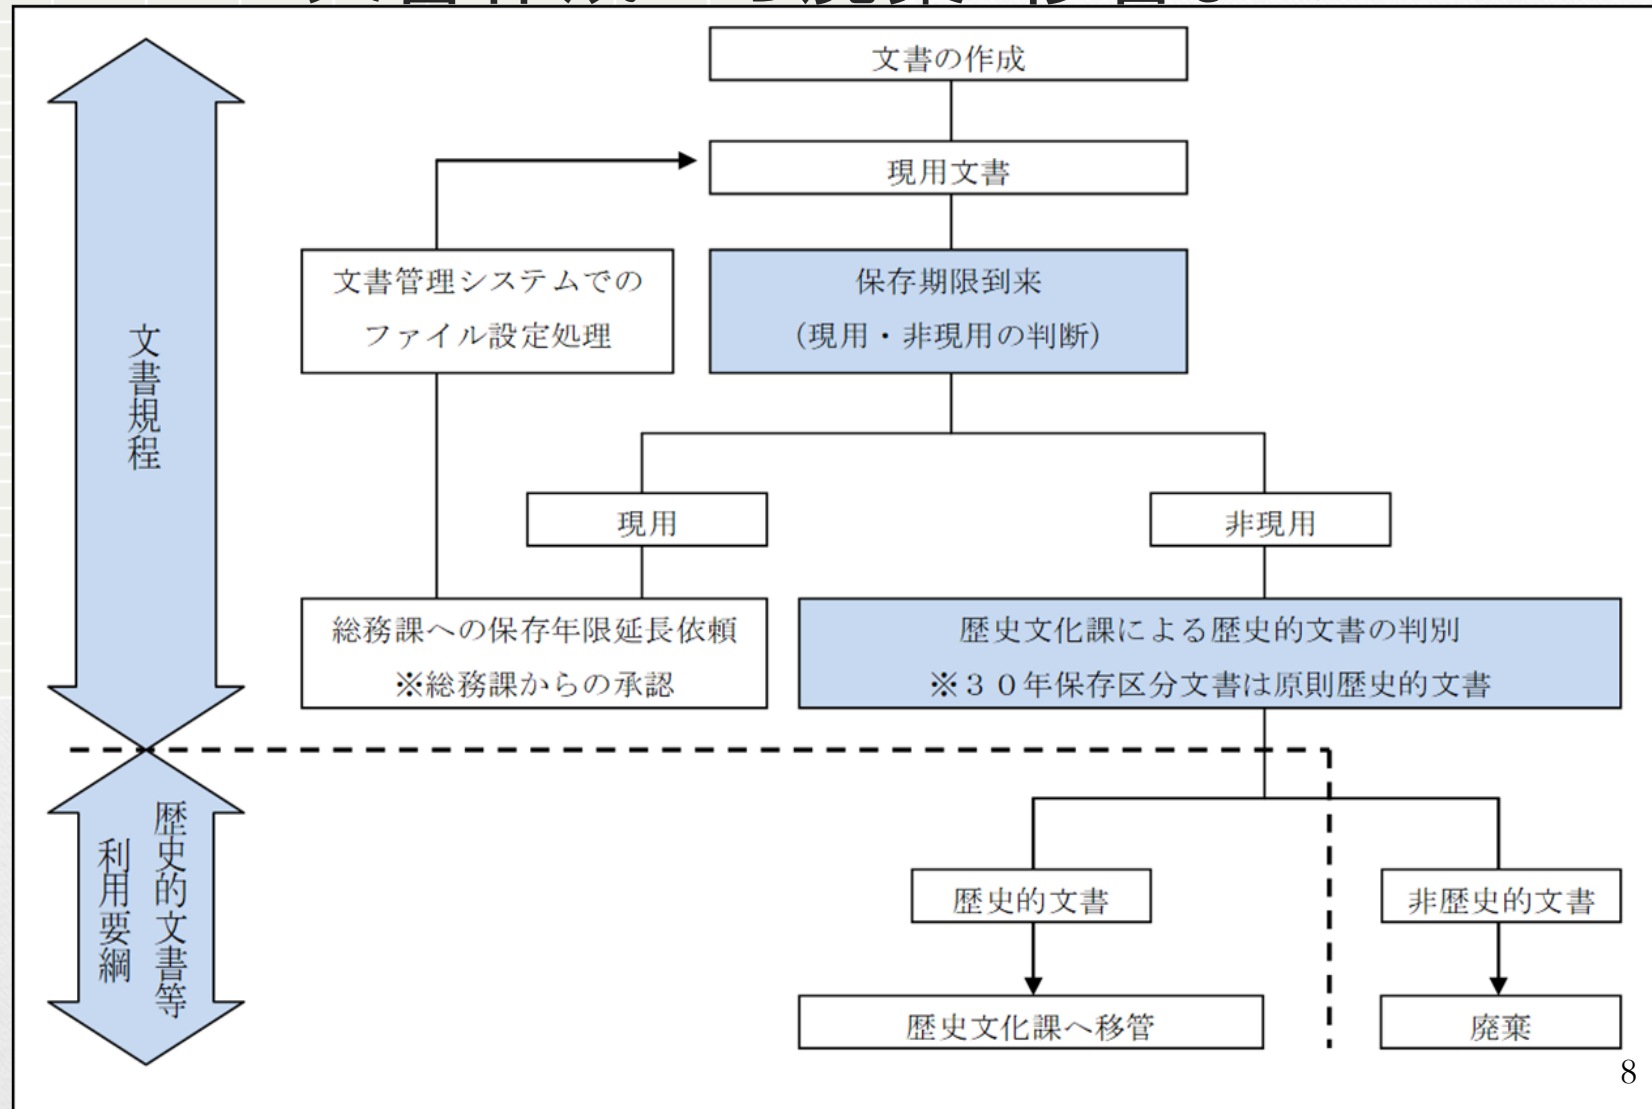 文書の作成
現用文書
文書管理システムでの
ファイル設定処理
保存期限到来
（現用・非現用の判断）
文書規程
現用
非現用
総務課への保存年限延長依頼
※総務課からの承認
歴史文化課による歴史的文書の判別
※３０年保存区分文書は原則歴史的文書
歴史的文書等
利用要綱
歴史的文書
非歴史的文書
歴史文化課へ移管
廃棄
8